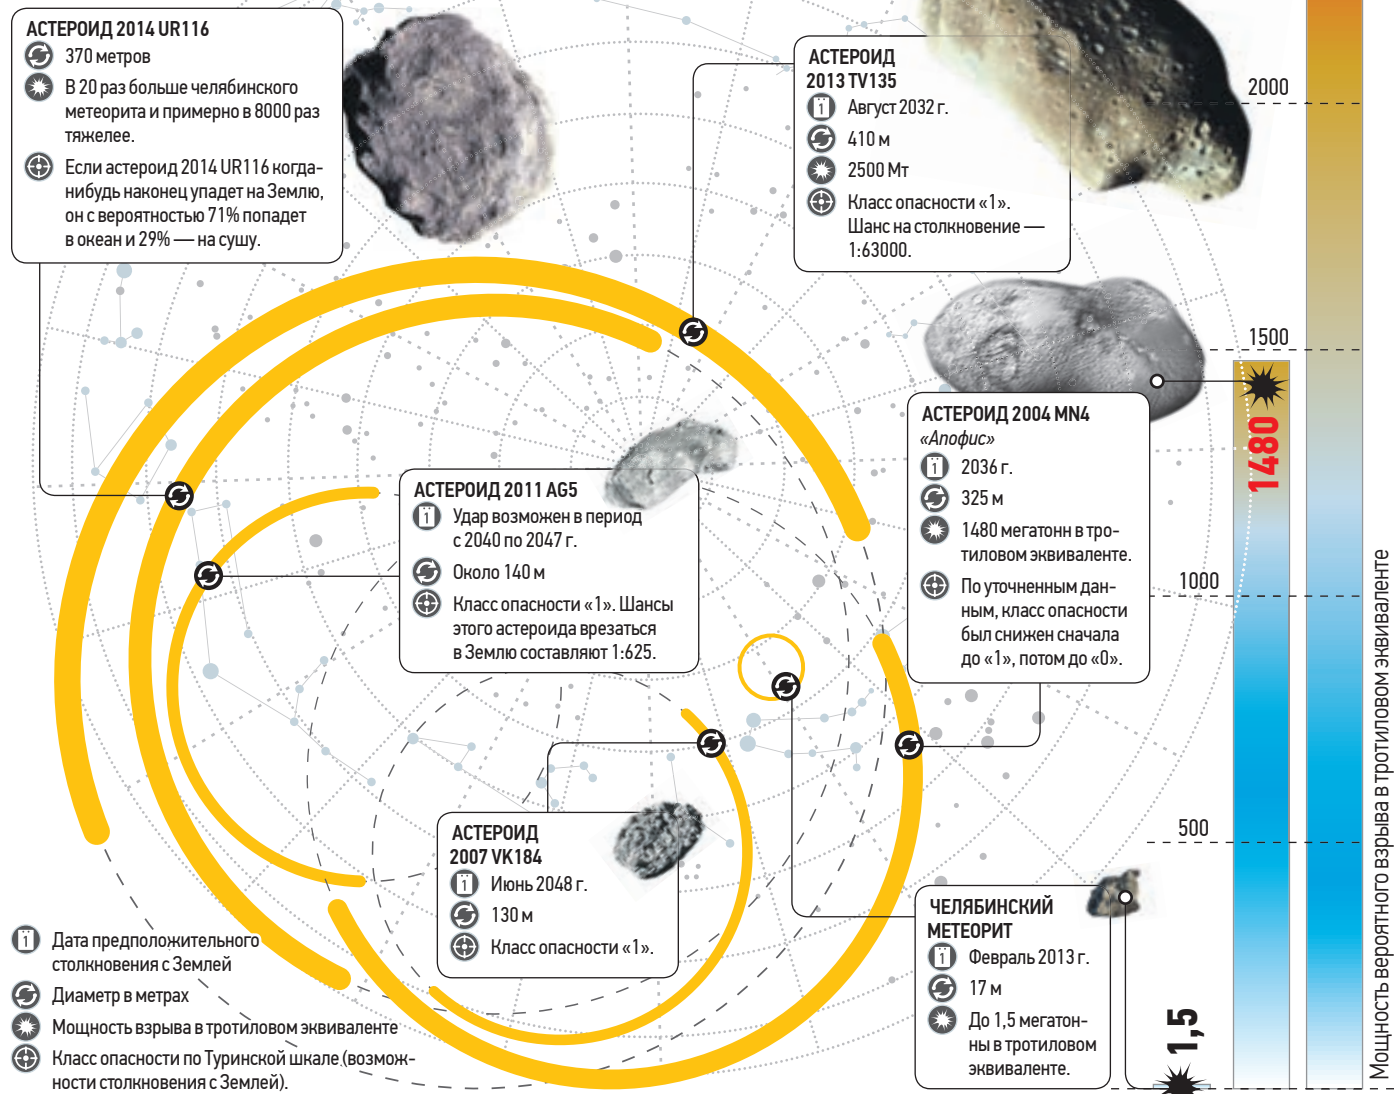 АСТЕРОИД 2014 UR116
370 метров
В 20 раз больше челябинского
метеорита и примерно в 8000 раз
тяжелее.
Если астероид 2014 UR116 когда-
нибудь наконец упадет на Землю,
он с вероятностью 71% попадет
в океан и 29% — на сушу.
АСТЕРОИД
2013 TV135
1
Август 2032 г.
410 м
2500 Мт
Класс опасности «1».
Шанс на столкновение —
1:63000.
АСТЕРОИД 2004 MN4
«Апофис»
1
2036 г.
325 м
1480 мегатонн в тро-
тиловом эквиваленте.
По уточненным дан-
ным, класс опасности
был снижен сначала
до «1», потом до «0».
АСТЕРОИД 2011 AG5
1
Удар возможен в период
с 2040 по 2047 г.
Около 140 м
Класс опасности «1». Шансы
этого астероида врезаться
в Землю составляют 1:625.
АСТЕРОИД
2007 VK184
1
Июнь 2048 г.
130 м
Класс опасности «1».
ЧЕЛЯБИНСКИЙ
МЕТЕОРИТ
1
Февраль 2013 г.
17 м
До 1,5 мегатон-
ны в тротиловом
эквиваленте.
1
Дата предположительного
столкновения с Землей
Диаметр в метрах
Мощность взрыва в тротиловом эквиваленте
Класс опасности по Туринской шкале (возмож-
ности столкновения с Землей).
2000
1500
1480
1000
500
1,5
Мощность вероятного взрыва в тротиловом эквиваленте